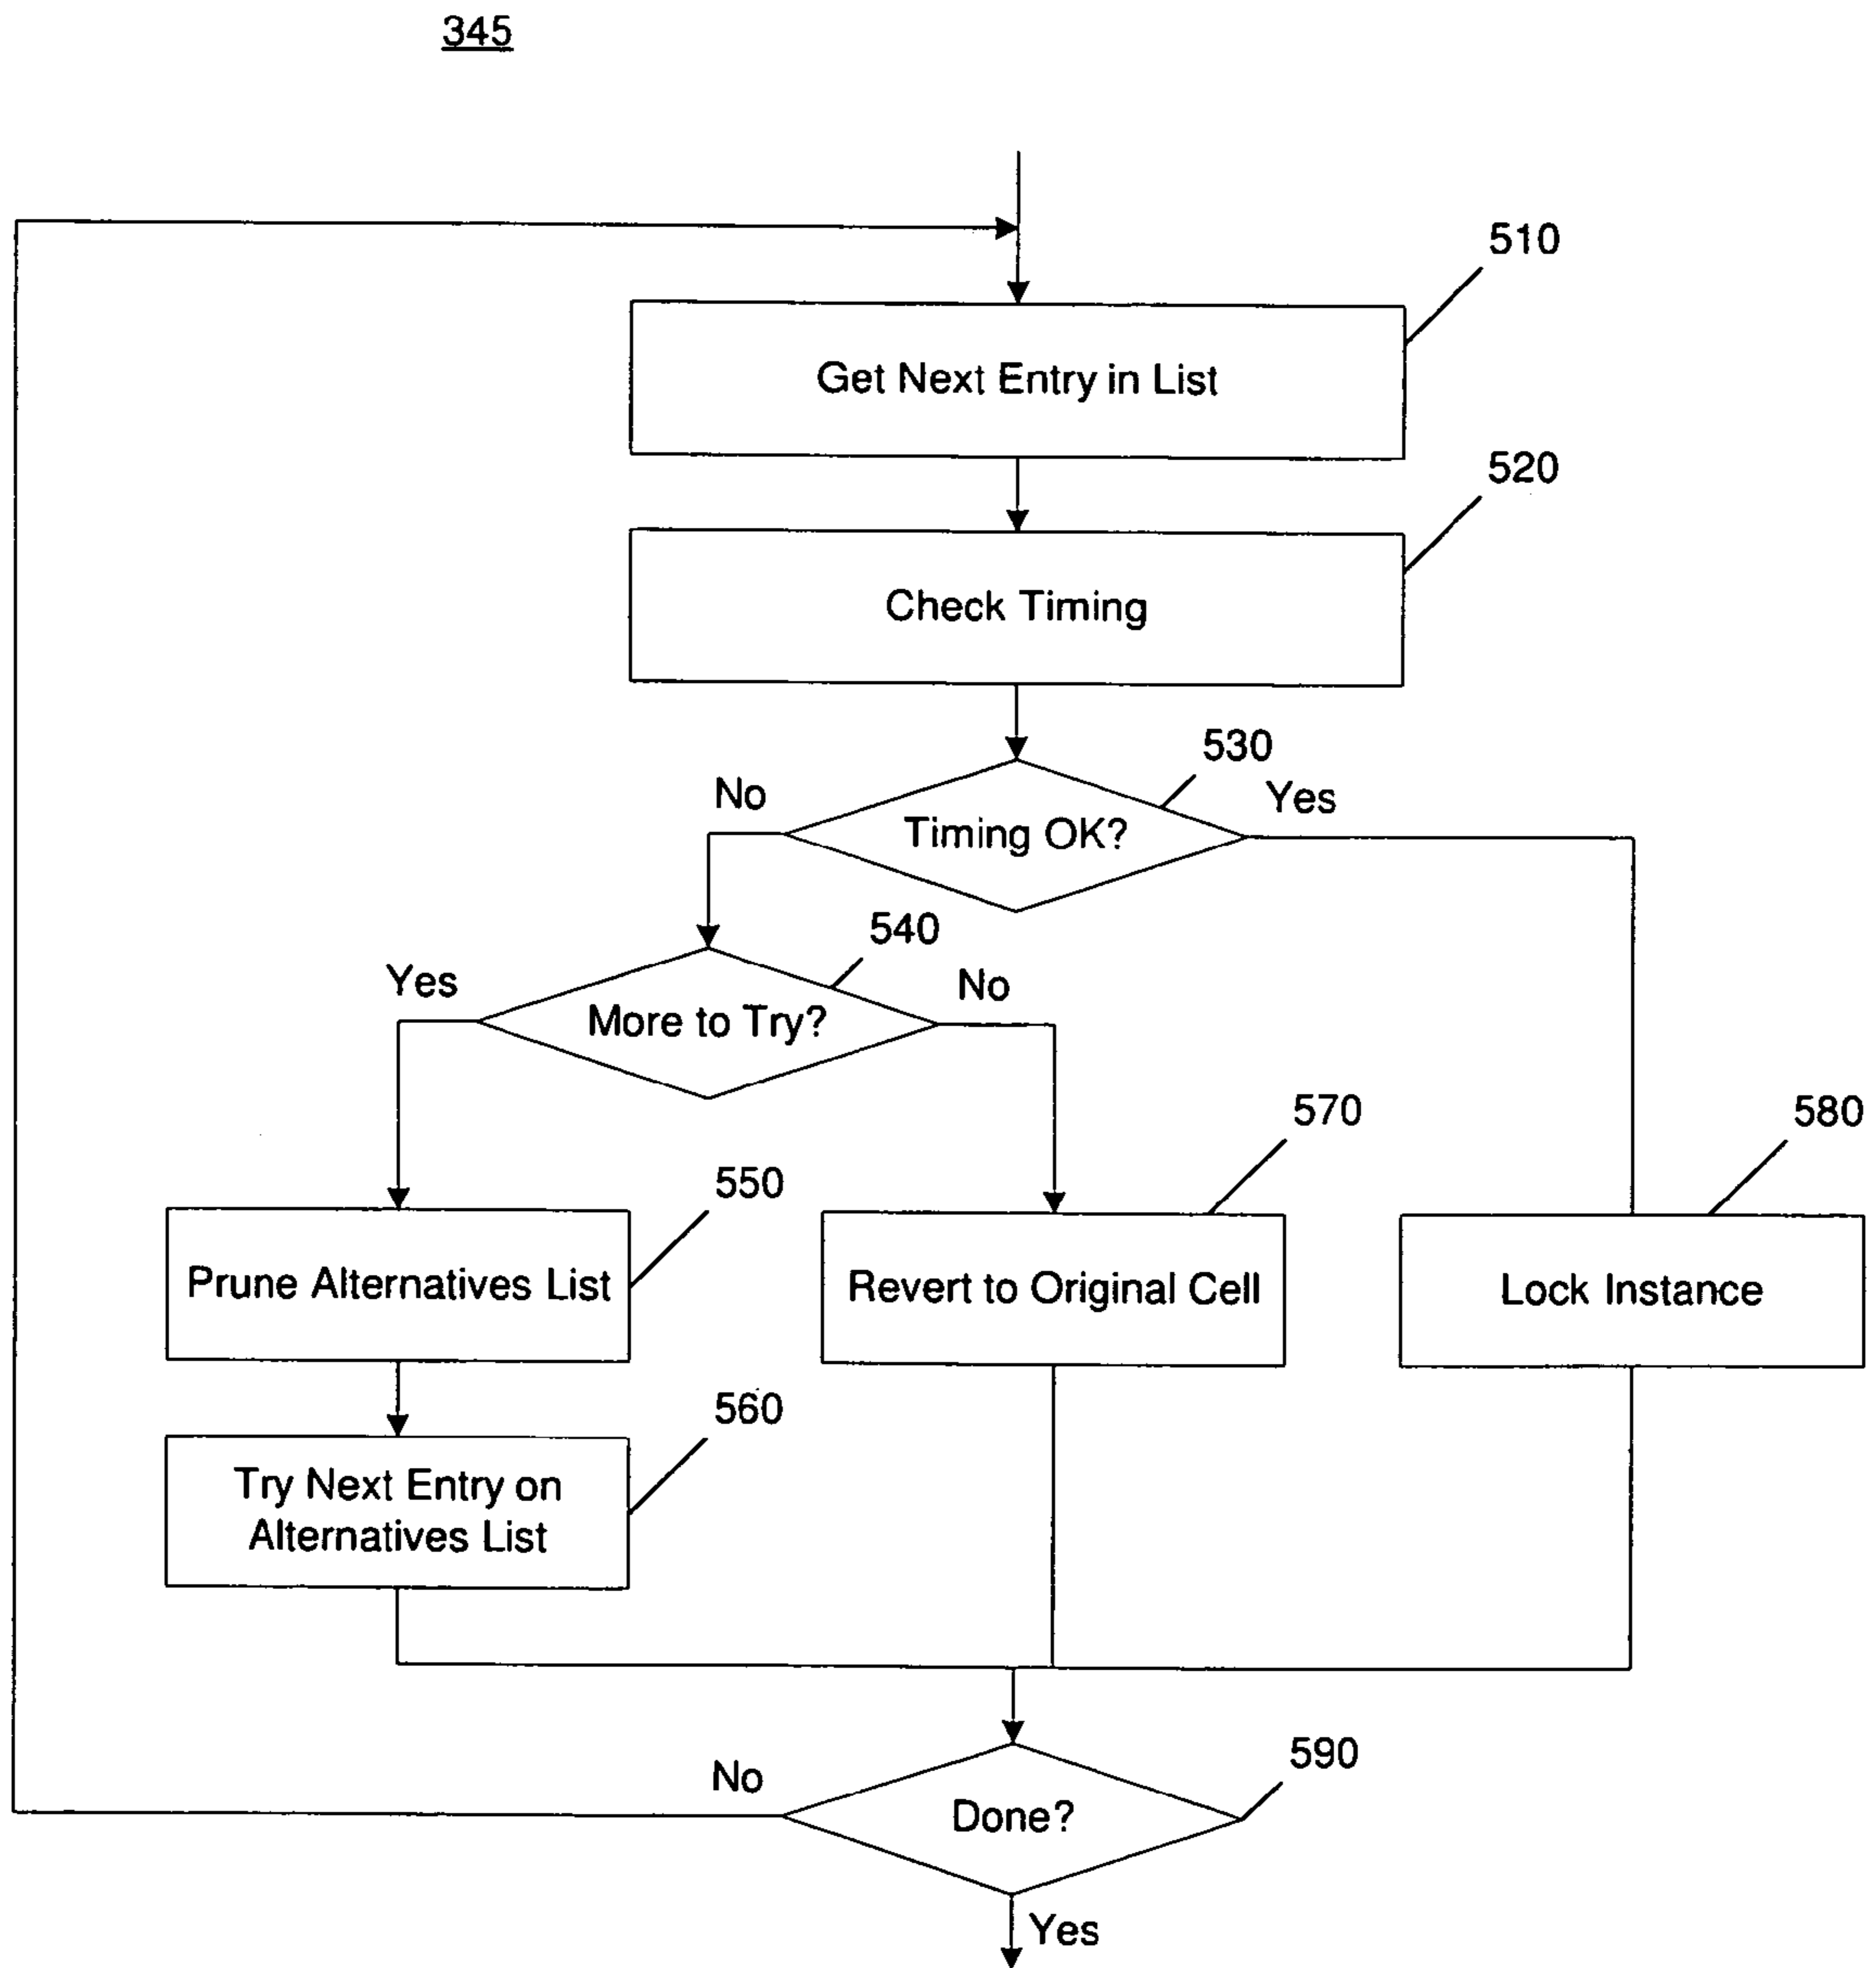 345
510
Get Next Entry in List
520
Check Timing
530
No
Yes
Timing OK?
540
Yes
No
More to Try?
570
580
550
Prune Alternatives List
Revert to Original Cell
Lock Instance
560
Try Next Entry on
Alternatives List
590
No
Done?
Yes